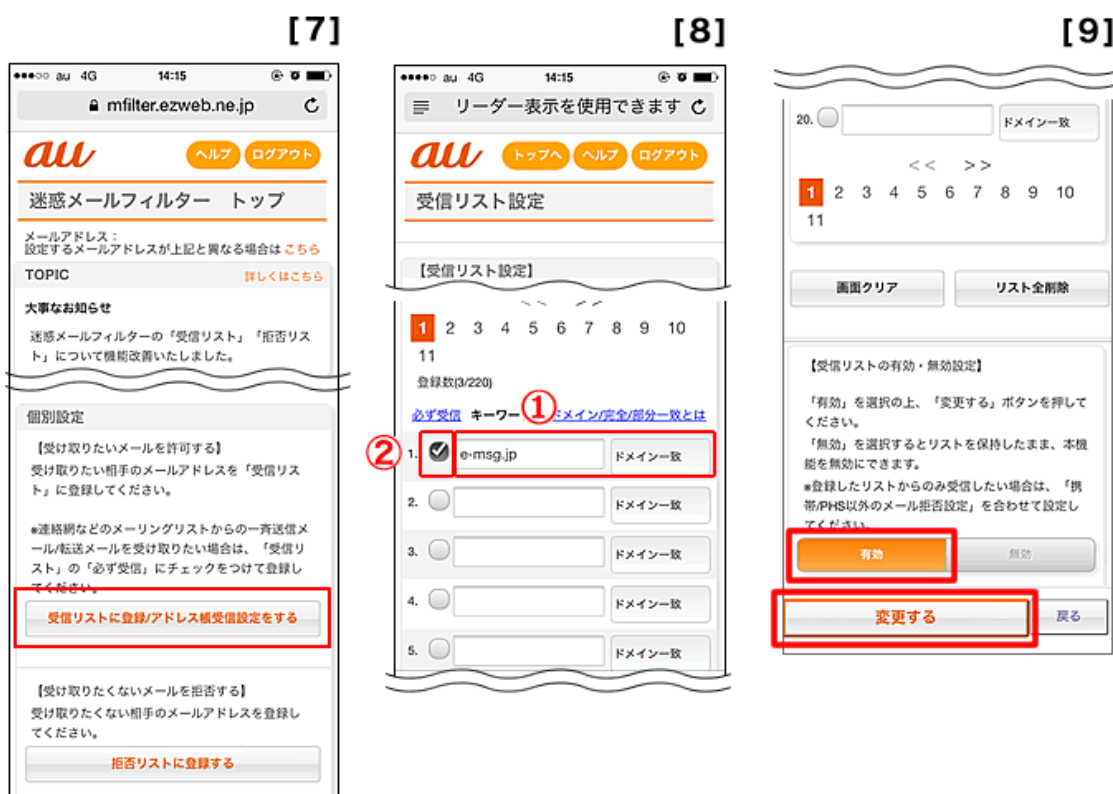 [7]
au 4G 14:15
mfilter.ezweb.ne.jp
au ヘルプ ログアウト
迷惑メールフィルター トップ
メールアドレス：
設定するメールアドレスが上記と異なる場合は こちら
TOPIC 詳しくはこちら
大事なお知らせ
迷惑メールフィルターの「受信リスト」「拒否リス
ト」について機能改善いたしました。
個別設定
【受け取りたいメールを許可する】
受け取りたい相手のメールアドレスを「受信リス
ト」に登録してください。
※連絡網などのメーリングリストからの一斉送信メ
ール/転送メールを受け取りたい場合は、「受信リ
スト」の「必ず受信」にチェックをつけて登録し
てください。
受信リストに登録/アドレス帳受信設定をする
【受け取りたくないメールを拒否する】
受け取りたくない相手のメールアドレスを登録し
てください。
拒否リストに登録する
[8]
au 4G 14:15
リーダー表示を使用できます
au トップへ ヘルプ ログアウト
受信リスト設定
【受信リスト設定】
<< >>
1 2 3 4 5 6 7 8 9 10
11
登録数(3/220)
必ず受信 キーワー ① ドメイン/完全/部分一致とは
② 1. e-msg.jp ドメイン一致
2. ドメイン一致
3. ドメイン一致
4. ドメイン一致
5. ドメイン一致
[9]
20. ドメイン一致
<< >>
1 2 3 4 5 6 7 8 9 10
11
画面クリア リスト全削除
【受信リストの有効・無効設定】
「有効」を選択の上、「変更する」ボタンを押して
ください。
「無効」を選択するとリストを保持したまま、本機
能を無効にできます。
※登録したリストからのみ受信したい場合は、「携
帯/PHS以外のメール拒否設定」を合わせて設定し
てください。
有効 無効
変更する 戻る